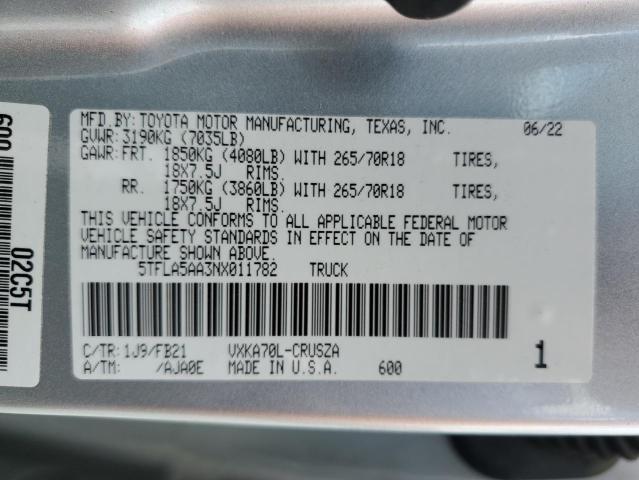 MFD.BY:TOYOTA MOTOR MANUFACTURING, TEXAS, INC. 06/22
GVWR:3190KG (7035LB)
GAWR:FRT. 1850KG (4080LB) WITH 265/70R18 TIRES,
18X7.5J RIMS.
RR. 1750KG (3860LB) WITH 265/70R18 TIRES,
18X7.5J RIMS.
THIS VEHICLE CONFORMS TO ALL APPLICABLE FEDERAL MOTOR
VEHICLE SAFETY STANDARDS IN EFFECT ON THE DATE OF
MANUFACTURE SHOWN ABOVE.
5TFLA5AA3NX011782 TRUCK
C/TR:1J9/FB21 VXKA70L-CRUSZA 1
A/TM: /AJA0E MADE IN U.S.A. 600
02C5T